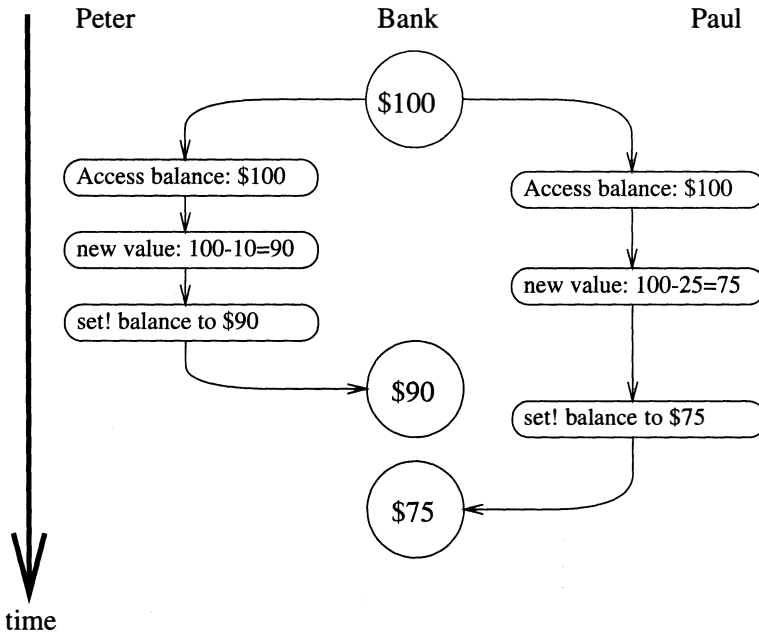 Peter
Bank
Paul
$100
Access balance: $100
Access balance: $100
new value: 100-10=90
new value: 100-25=75
set! balance to $90
$90
set! balance to $75
$75
time